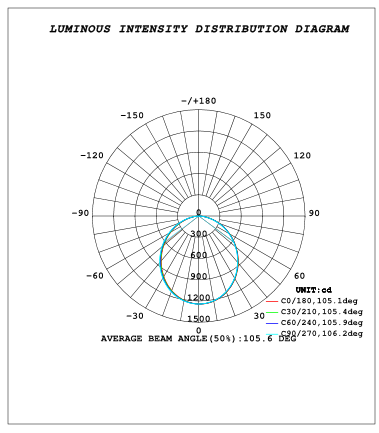 LUMINOUS INTENSITY DISTRIBUTION DIAGRAM
-/+180
-150 150
-120 120
-90 0 90
300
600
-60 900 60
UNIT:cd
1200 C0/180,105.1deg
-30 30 C30/210,105.4deg
1500 C60/240,105.9deg
0 C90/270,106.2deg
AVERAGE BEAM ANGLE(50%):105.6 DEG